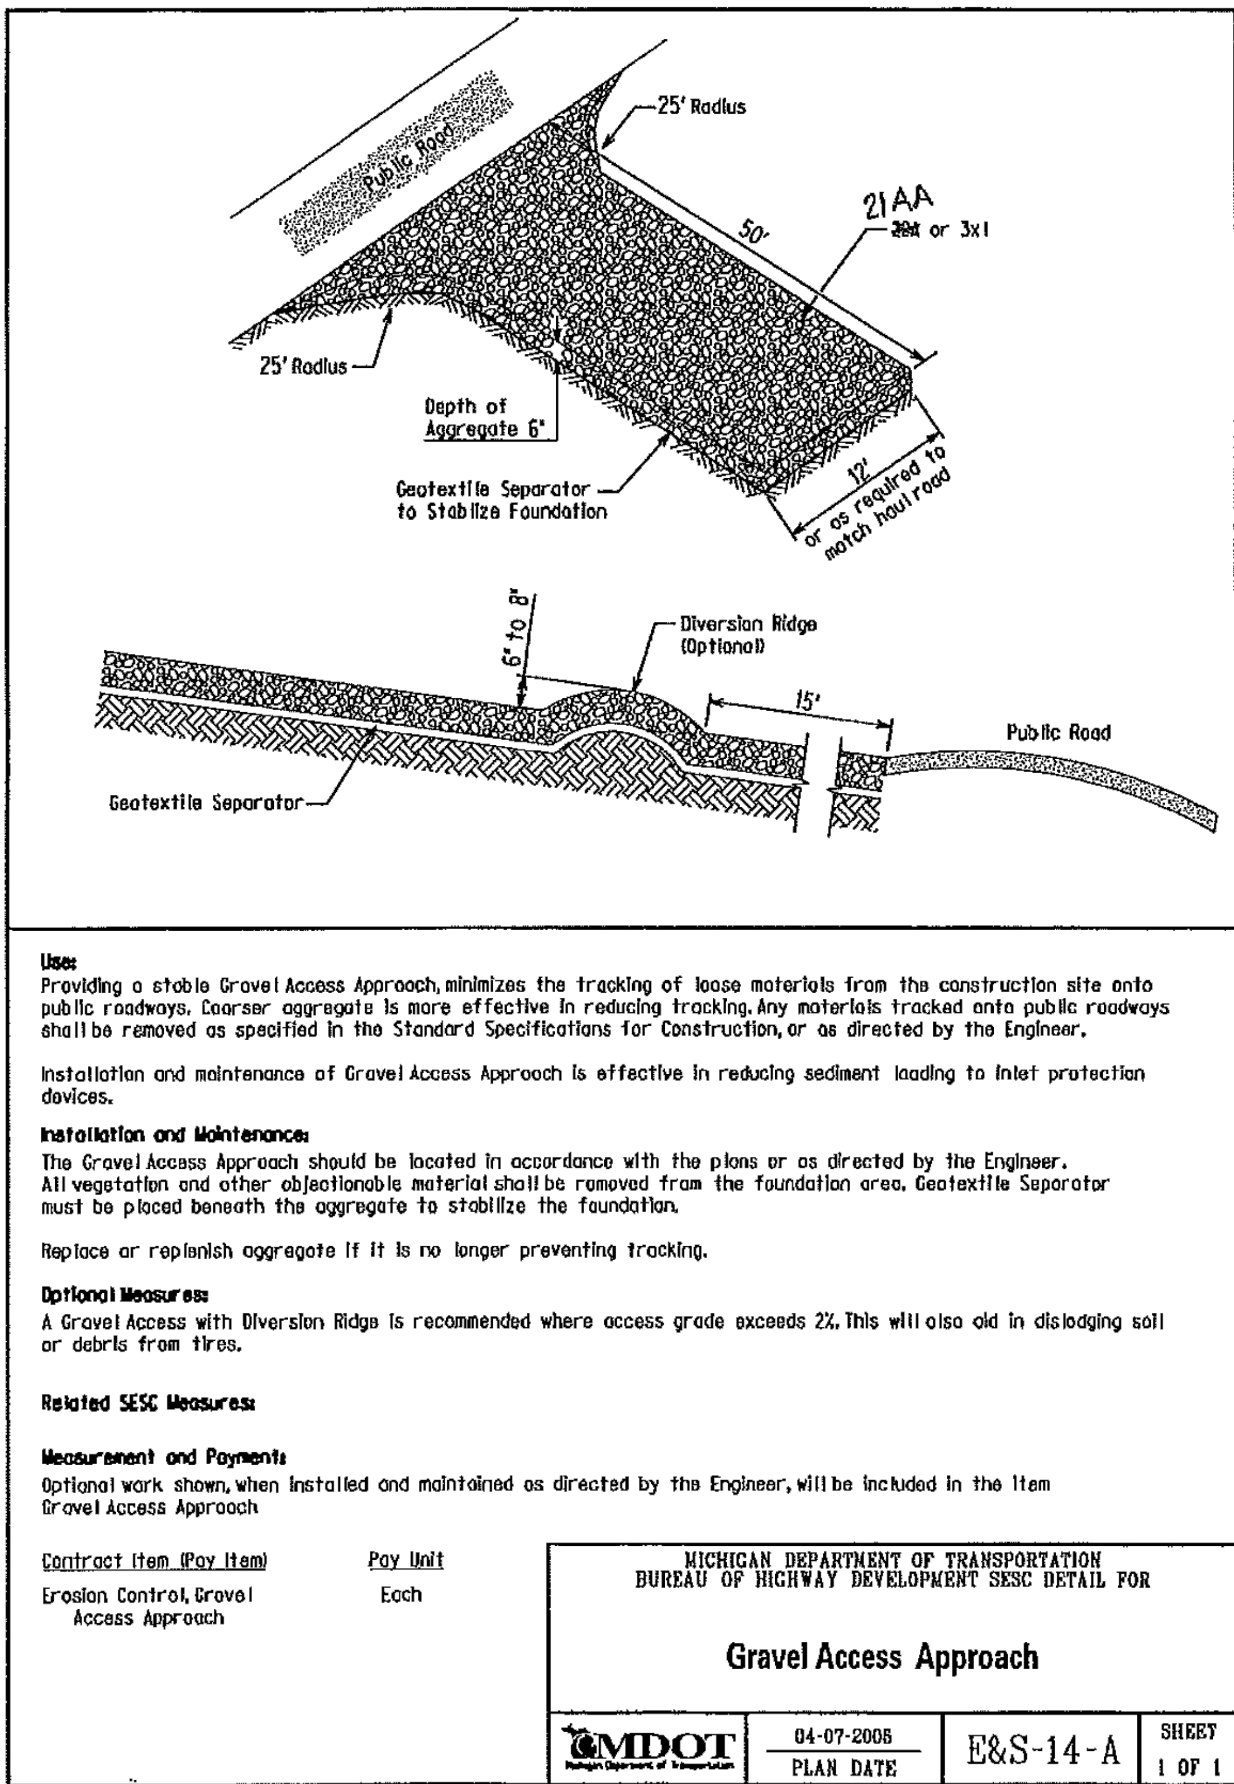 Public Road
25' Radius
50'
21AA
or 3x1
25' Radius
Depth of
Aggregate 6"
Geotextile Separator
to Stabilize Foundation
12'
or as required to
match haul road
6" to 8"
Diversion Ridge
(Optional)
15'
Public Road
Geotextile Separator
Use:
Providing a stable Gravel Access Approach, minimizes the tracking of loose materials from the construction site onto
public roadways. Coarser aggregate is more effective in reducing tracking. Any materials tracked onto public roadways
shall be removed as specified in the Standard Specifications for Construction, or as directed by the Engineer.
Installation and maintenance of Gravel Access Approach is effective in reducing sediment loading to inlet protection
devices.
Installation and Maintenance:
The Gravel Access Approach should be located in accordance with the plans or as directed by the Engineer.
All vegetation and other objectionable material shall be removed from the foundation area. Geotextile Separator
must be placed beneath the aggregate to stabilize the foundation.
Replace or replenish aggregate if it is no longer preventing tracking.
Optional Measures:
A Gravel Access with Diversion Ridge is recommended where access grade exceeds 2%. This will also aid in dislodging soil
or debris from tires.
Related SESC Measures:
Measurement and Payment:
Optional work shown, when installed and maintained as directed by the Engineer, will be included in the item
Gravel Access Approach
Contract Item (Pay Item) Pay Unit
Erosion Control, Gravel Each
Access Approach
MICHIGAN DEPARTMENT OF TRANSPORTATION
BUREAU OF HIGHWAY DEVELOPMENT SESC DETAIL FOR
Gravel Access Approach
MDOT
Michigan Department of Transportation
04-07-2005
PLAN DATE
E&S-14-A
SHEET
1 OF 1